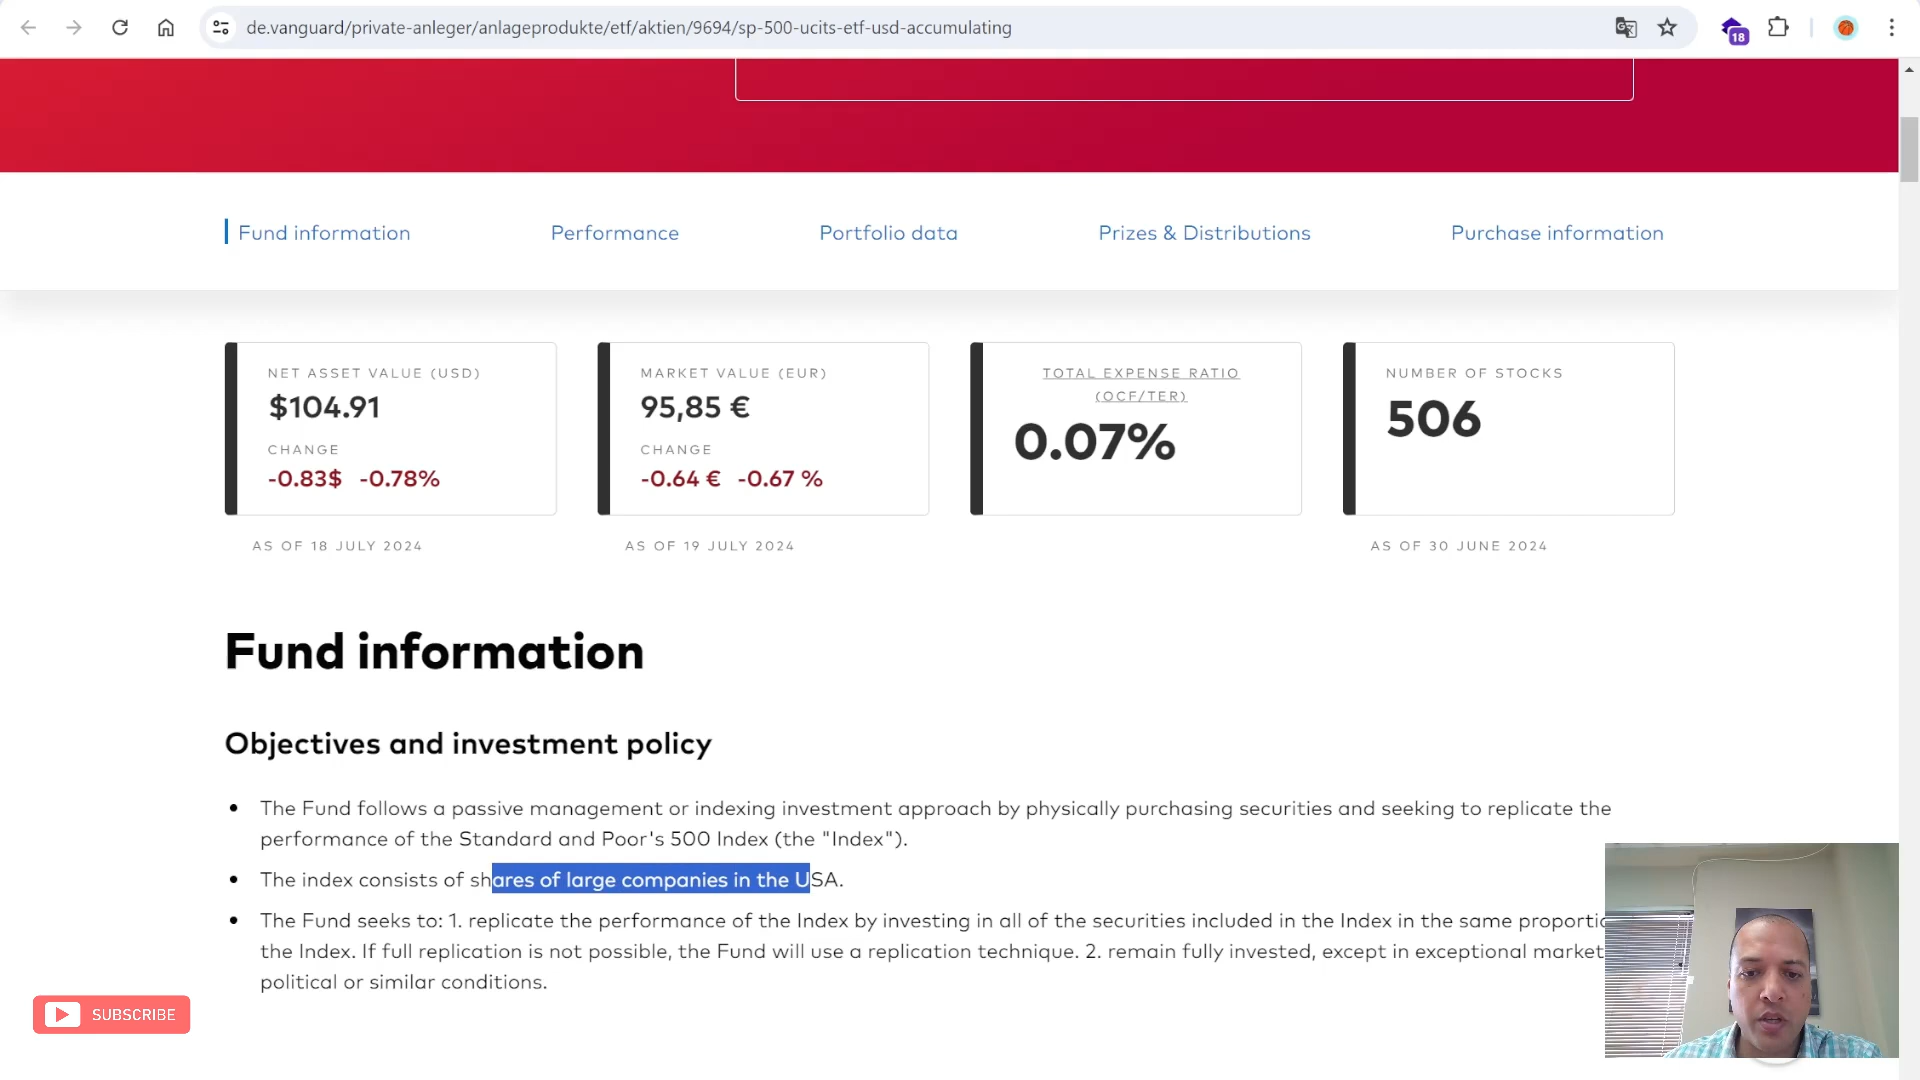 de.vanguard/private-anleger/anlageprodukte/etf/aktien/9694/sp-500-ucits-etf-usd-accumulating
18
Fund information
Performance
Portfolio data
Prizes & Distributions
Purchase information
NET ASSET VALUE (USD)
$104.91
CHANGE
-0.83$ -0.78%
AS OF 18 JULY 2024
MARKET VALUE (EUR)
95,85 €
CHANGE
-0.64 € -0.67 %
AS OF 19 JULY 2024
TOTAL EXPENSE RATIO
(OCF/TER)
0.07%
NUMBER OF STOCKS
506
AS OF 30 JUNE 2024
Fund information
Objectives and investment policy
The Fund follows a passive management or indexing investment approach by physically purchasing securities and seeking to replicate the
performance of the Standard and Poor's 500 Index (the "Index").
The index consists of shares of large companies in the USA.
The Fund seeks to: 1. replicate the performance of the Index by investing in all of the securities included in the Index in the same
the Index. If full replication is not possible, the Fund will use a replication technique. 2. remain fully invested, except in exceptional market
political or similar conditions.
SUBSCRIBE